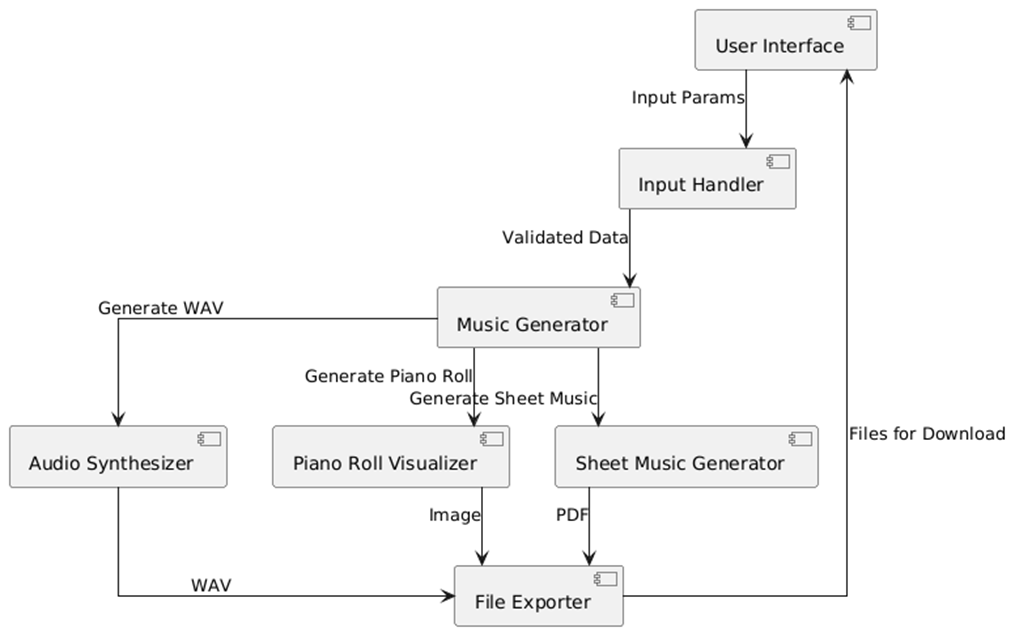 User Interface
Input Params
Input Handler
Validated Data
Generate WAV
Music Generator
Generate Piano Roll
Generate Sheet Music
Files for Download
Audio Synthesizer
Piano Roll Visualizer
Sheet Music Generator
Image
PDF
WAV
File Exporter